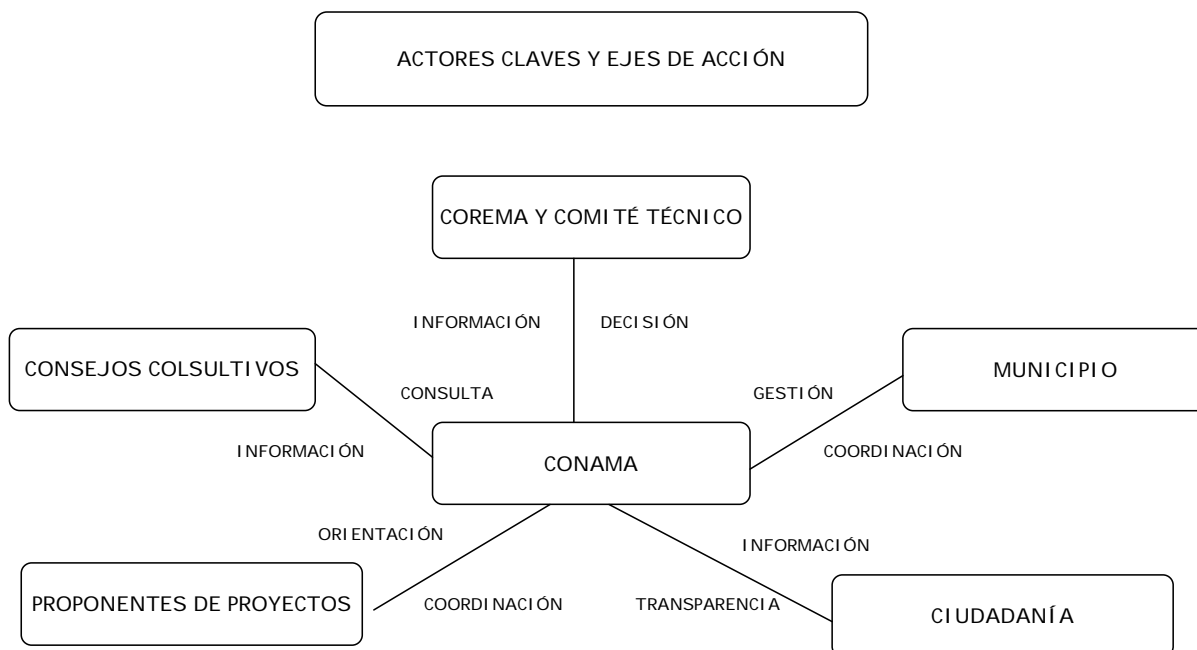 ACTORES CLAVES Y EJES DE ACCIÓN
COREMA Y COMITÉ TÉCNICO
INFORMACIÓN
DECISIÓN
CONSEJOS COLSULTIVOS
MUNICIPIO
CONSULTA
GESTIÓN
INFORMACIÓN
CONAMA
COORDINACIÓN
ORIENTACIÓN
INFORMACIÓN
PROPONENTES DE PROYECTOS
COORDINACIÓN
TRANSPARENCIA
CIUDADANÍA